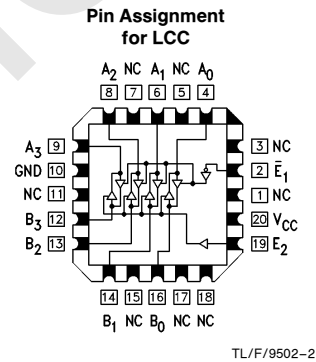 Pin Assignment
for LCC
A2 NC A1 NC A0
8 7 6 5 4
A3 9
GND 10
NC 11
B3 12
B2 13
3 NC
2 Ē1
1 NC
20 VCC
19 E2
14 15 16 17 18
B1 NC B0 NC NC
TL/F/9502–2